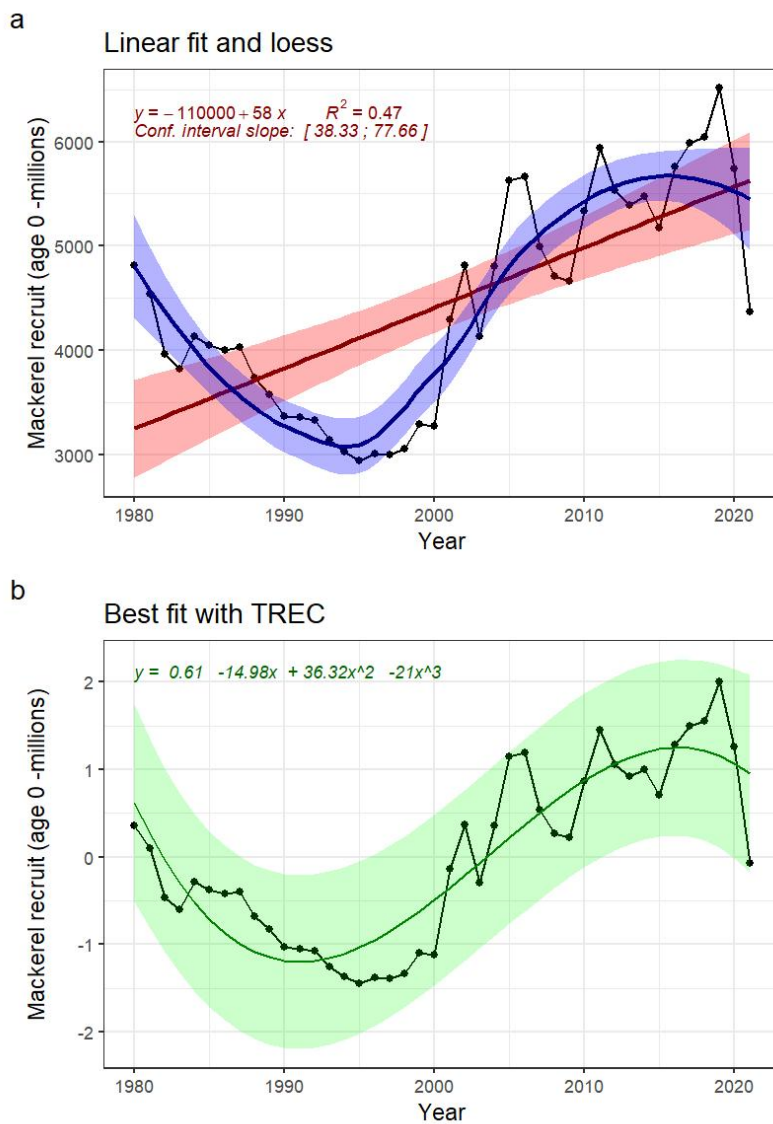 a
Linear fit and loess
y = − 110000 + 58 x R² = 0.47
Conf. interval slope: [ 38.33 ; 77.66 ]
Mackerel recruit (age 0 -millions)
6000
5000
4000
3000
1980 1990 2000 2010 2020
Year
b
Best fit with TREC
y = 0.61 -14.98x + 36.32x^2 -21x^3
Mackerel recruit (age 0 -millions)
2
1
0
-1
-2
1980 1990 2000 2010 2020
Year